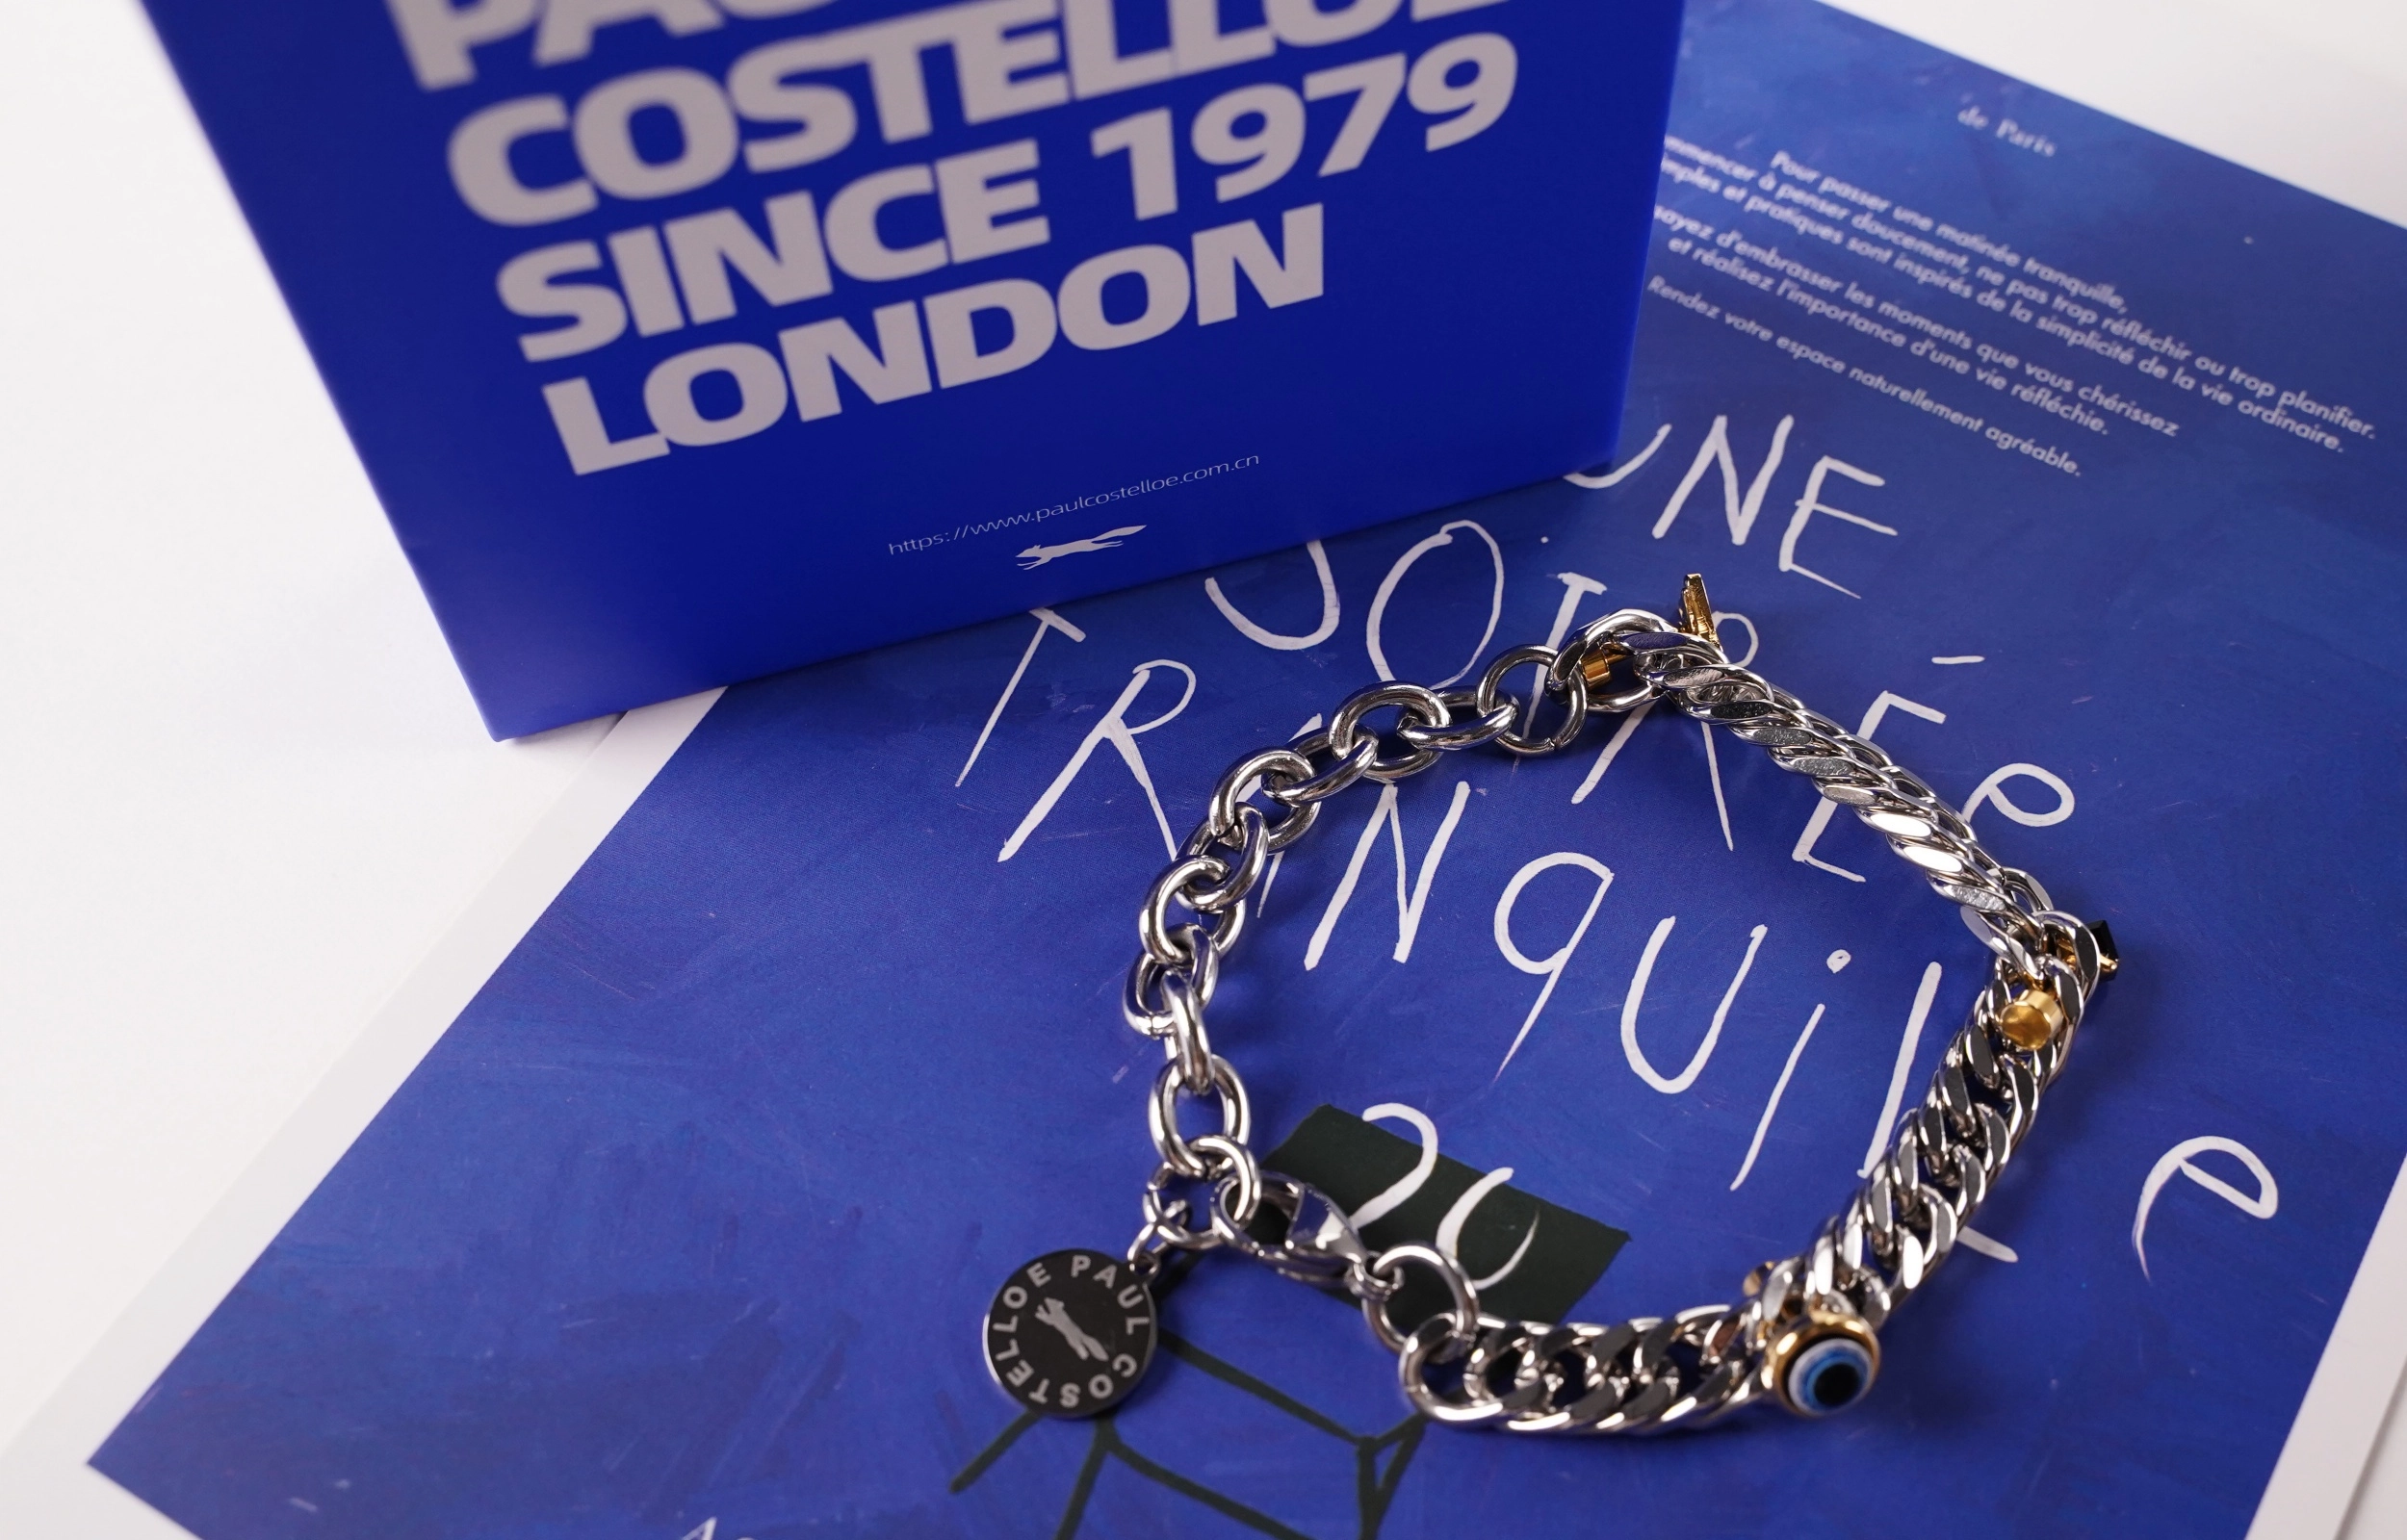 COSTELLOE
SINCE 1979
LONDON
https://www.paulcostelloe.com.cn
de Paris
Pour passer une matinée tranquille,
à penser doucement, ne pas trop réfléchir ou trop planifier.
et pratiques sont inspirés de la simplicité de la vie ordinaire.
d'embrasser les moments que vous chérissez
et réalisez l'importance d'une vie réfléchie.
Rendez votre espace naturellement agréable.
UNE
TRANquille
PAUL COSTELLOE